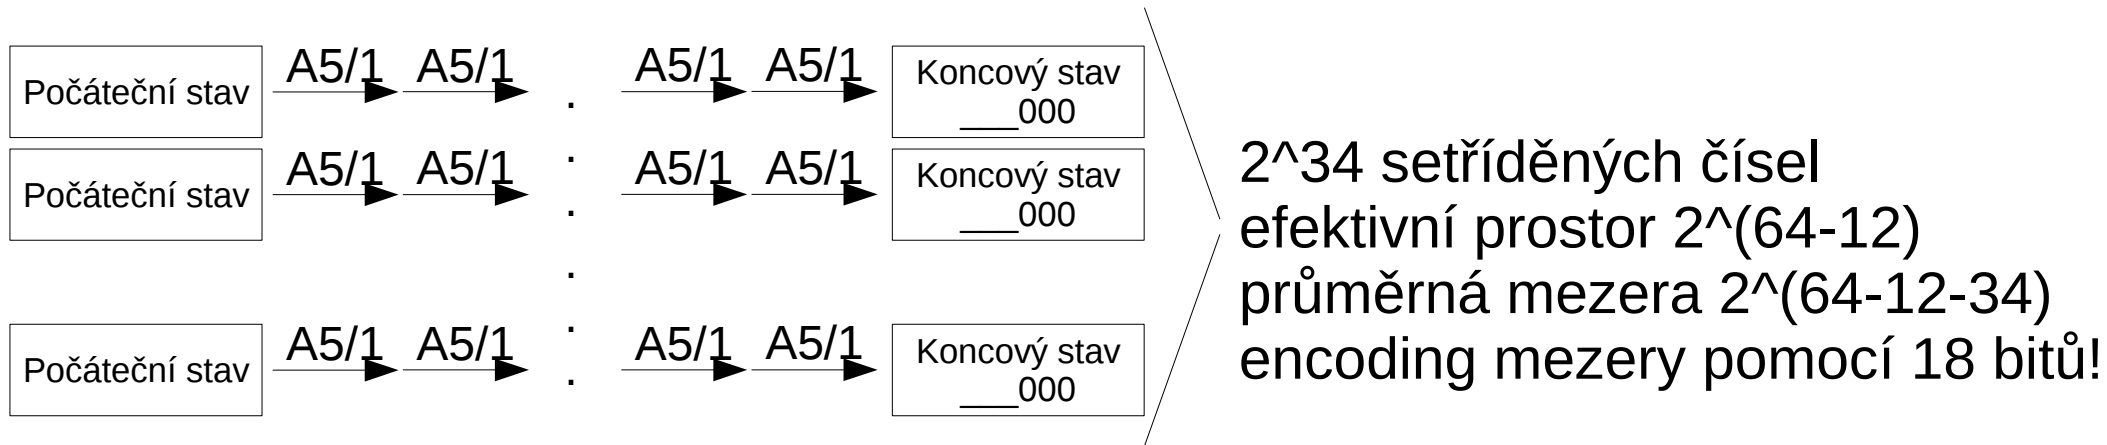 A5/1 A5/1 A5/1 A5/1
Počáteční stav
Koncový stav
___000
.
A5/1 A5/1 A5/1 A5/1
Počáteční stav
Koncový stav
___000
.
.
.
A5/1 A5/1 A5/1 A5/1
Počáteční stav
Koncový stav
___000
.
.
2^34 setříděných čísel
efektivní prostor 2^(64-12)
průměrná mezera 2^(64-12-34)
encoding mezery pomocí 18 bitů!